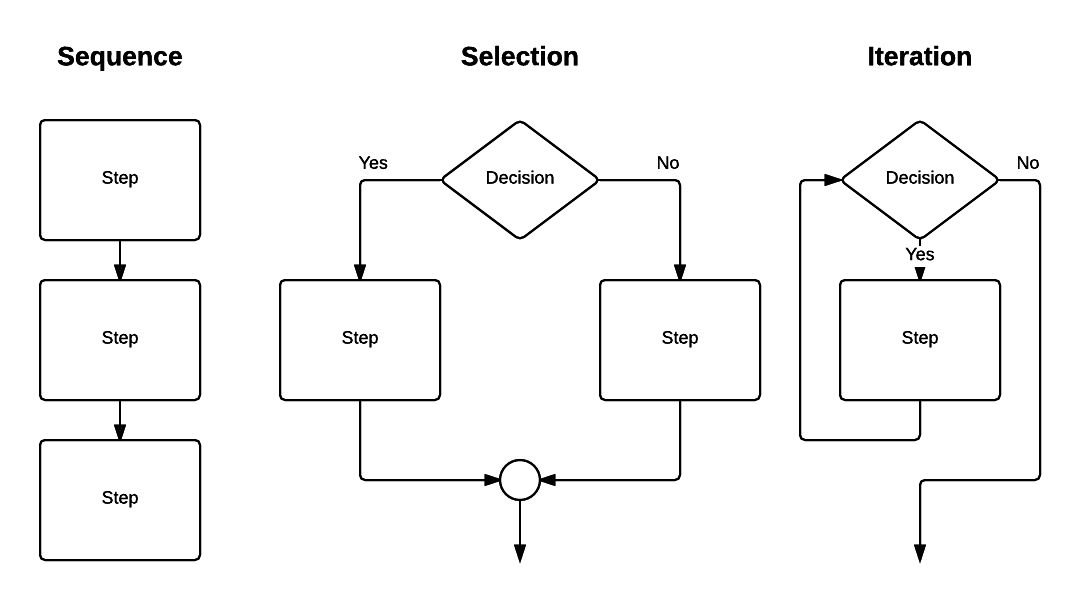 Sequence
Step
Step
Step
Selection
Decision
Yes
No
Step
Step
Iteration
Decision
No
Yes
Step